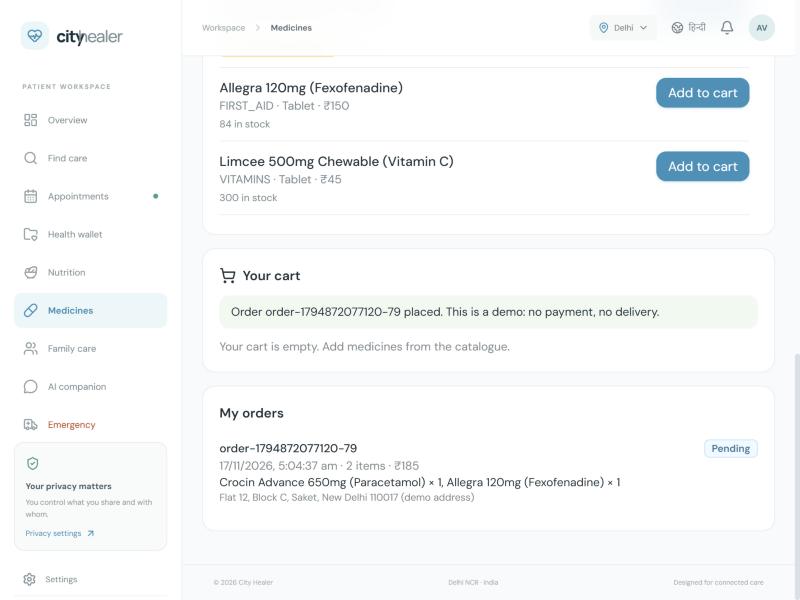 cityhealer
PATIENT WORKSPACE
Overview
Find care
Appointments
Health wallet
Nutrition
Medicines
Family care
AI companion
Emergency
Your privacy matters
You control what you share and with
whom.
Privacy settings
Settings
Workspace
Medicines
Delhi
हिन्दी
AV
Allegra 120mg (Fexofenadine)
FIRST_AID · Tablet · ₹150
84 in stock
Add to cart
Limcee 500mg Chewable (Vitamin C)
VITAMINS · Tablet · ₹45
300 in stock
Add to cart
Your cart
Order order-1794872077120-79 placed. This is a demo: no payment, no delivery.
Your cart is empty. Add medicines from the catalogue.
My orders
order-1794872077120-79
Pending
17/11/2026, 5:04:37 am · 2 items · ₹185
Crocin Advance 650mg (Paracetamol) × 1, Allegra 120mg (Fexofenadine) × 1
Flat 12, Block C, Saket, New Delhi 110017 (demo address)
© 2026 City Healer
Delhi NCR · India
Designed for connected care